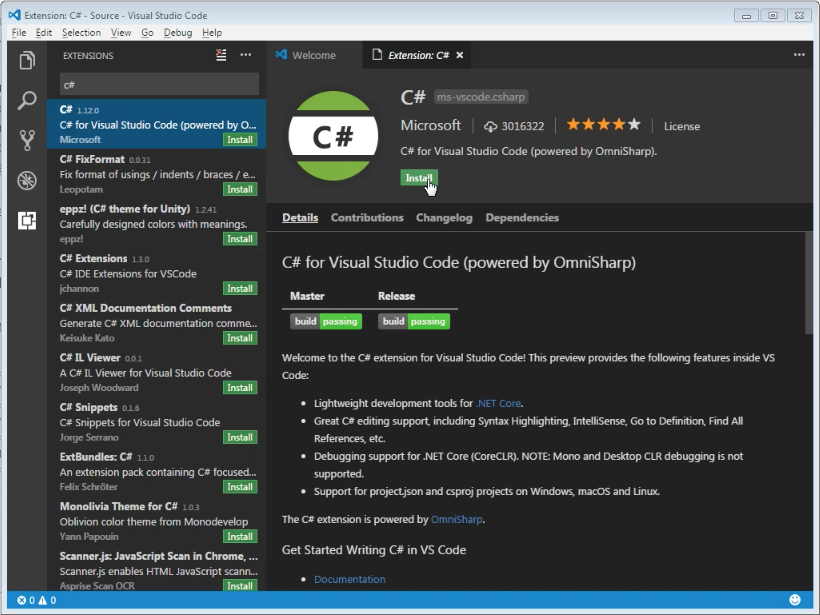 Extension: C# - Source - Visual Studio Code
File Edit Selection View Go Debug Help
EXTENSIONS
c#
C# 1.12.0
C# for Visual Studio Code (powered by O...
Microsoft Install
C# FixFormat 0.0.31
Fix format of usings / indents / braces / e...
Leopotam Install
eppz! (C# theme for Unity) 1.2.41
Carefully designed colors with meanings.
eppz! Install
C# Extensions 1.3.0
C# IDE Extensions for VSCode
jchannon Install
C# XML Documentation Comments
Generate C# XML documentation comme...
Keisuke Kato Install
C# IL Viewer 0.0.1
A C# IL Viewer for Visual Studio Code
Joseph Woodward Install
C# Snippets 0.1.6
C# Snippets for Visual Studio Code
Jorge Serrano Install
ExtBundles: C# 1.1.0
An extension pack containing C# focused...
Felix Schröter Install
Monolivia Theme for C# 1.0.3
Oblivion color theme from Monodevelop
Yann Papouin Install
Scanner.js: JavaScript Scan in Chrome, ...
Scanner.js enables HTML JavaScript scann...
Asprise Scan OCR Install
Welcome Extension: C#
C#
C# ms-vscode.csharp
Microsoft 3016322 License
C# for Visual Studio Code (powered by OmniSharp).
Install
Details Contributions Changelog Dependencies
C# for Visual Studio Code (powered by OmniSharp)
Master Release
build passing build passing
Welcome to the C# extension for Visual Studio Code! This preview provides the following features inside VS
Code:
• Lightweight development tools for .NET Core.
• Great C# editing support, including Syntax Highlighting, IntelliSense, Go to Definition, Find All
References, etc.
• Debugging support for .NET Core (CoreCLR). NOTE: Mono and Desktop CLR debugging is not
supported.
• Support for project.json and csproj projects on Windows, macOS and Linux.
The C# extension is powered by OmniSharp.
Get Started Writing C# in VS Code
• Documentation
0 0